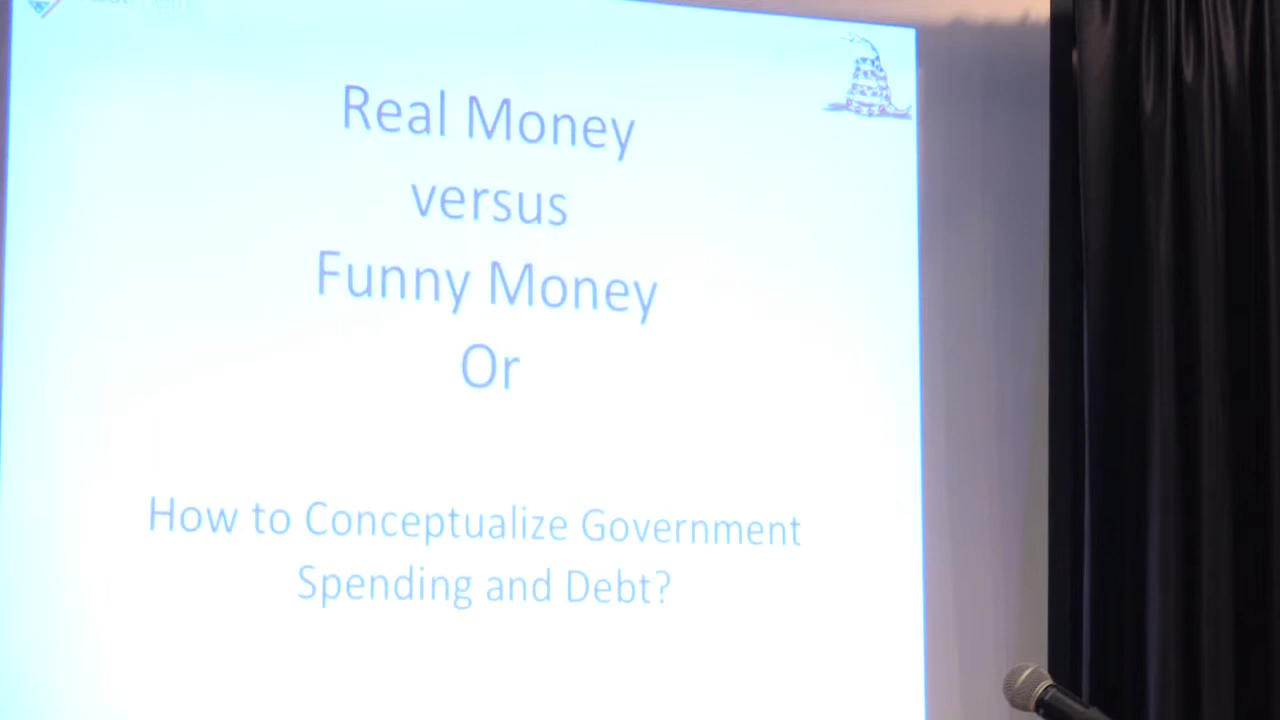 Real Money
versus
Funny Money
Or
How to Conceptualize Government
Spending and Debt?